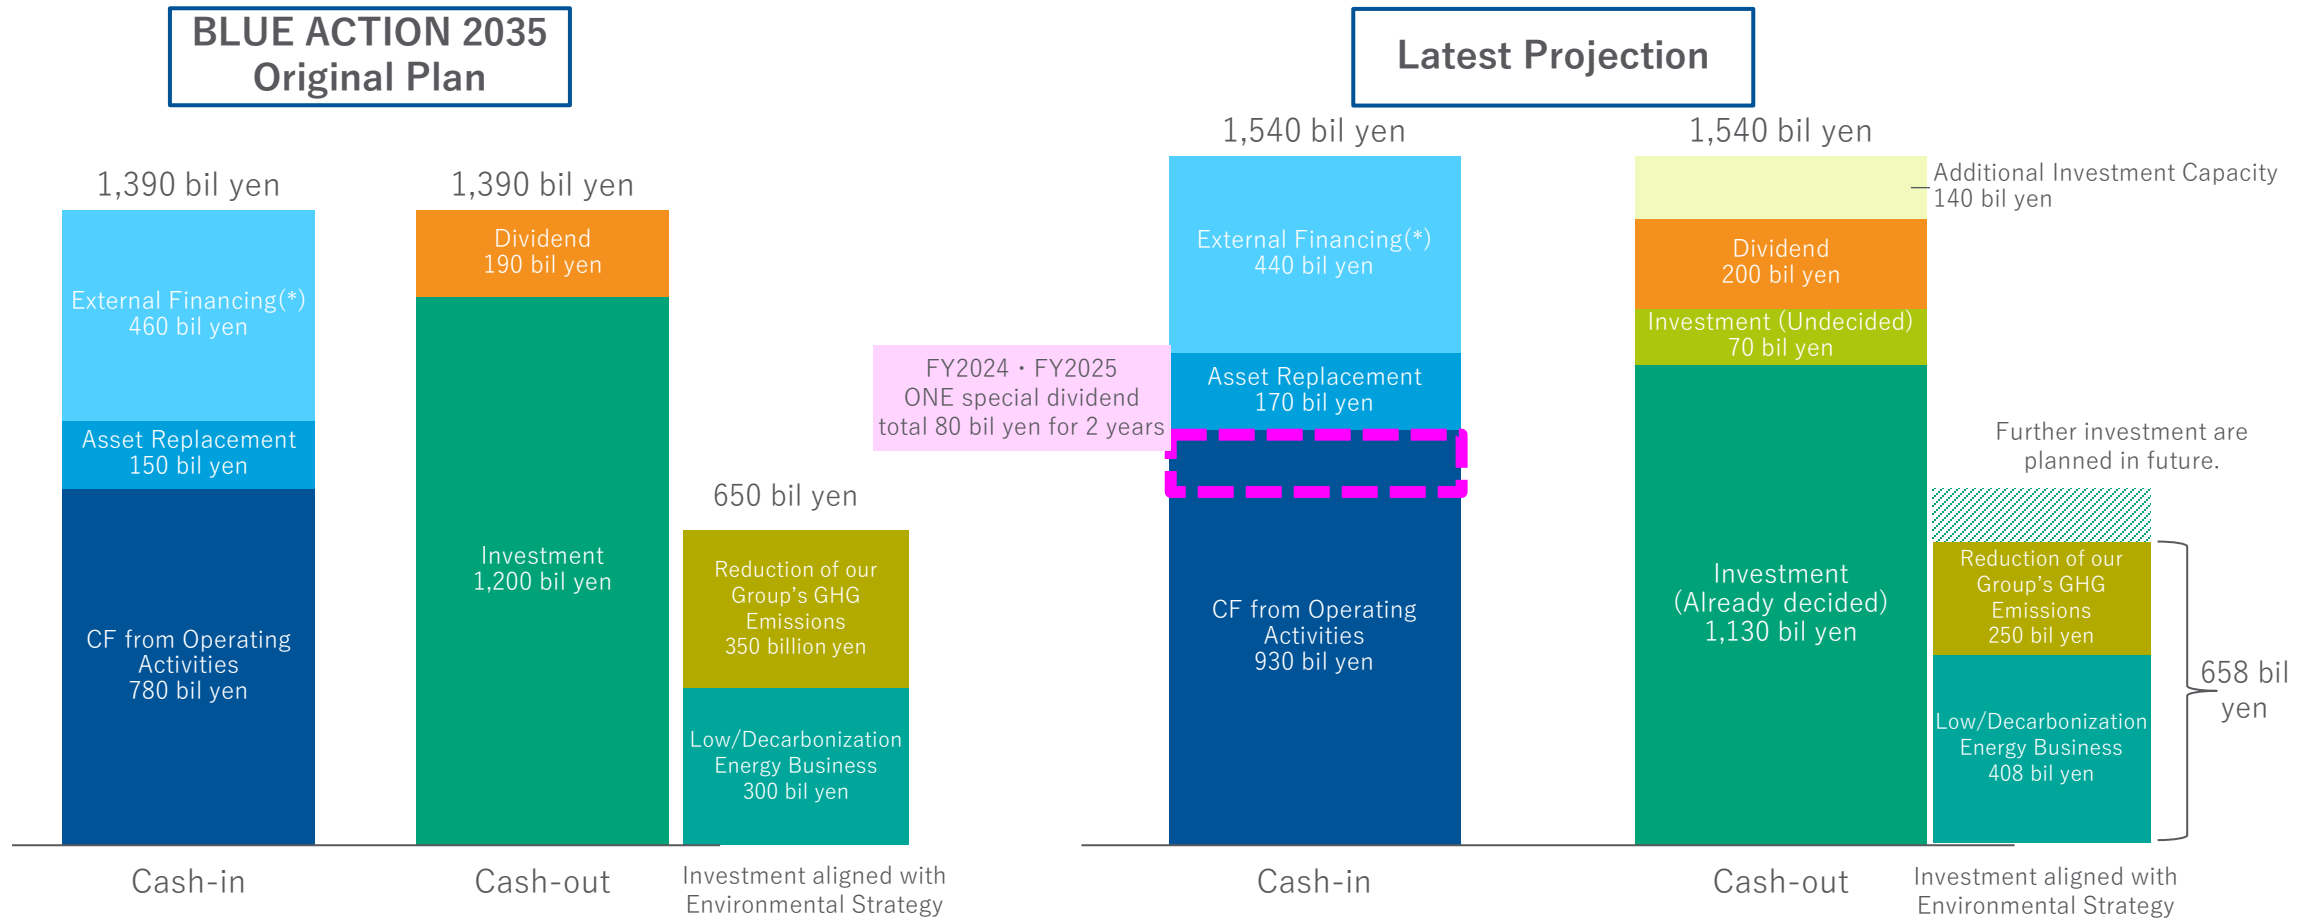 BLUE ACTION 2035
Original Plan
1,390 bil yen
1,390 bil yen
External Financing(*)
460 bil yen
Asset Replacement
150 bil yen
CF from Operating
Activities
780 bil yen
Dividend
190 bil yen
Investment
1,200 bil yen
650 bil yen
Reduction of our
Group’s GHG
Emissions
350 billion yen
Low/Decarbonization
Energy Business
300 bil yen
Cash-in
Cash-out
Investment aligned with
Environmental Strategy
Latest Projection
1,540 bil yen
1,540 bil yen
External Financing(*)
440 bil yen
Asset Replacement
170 bil yen
FY2024・FY2025
ONE special dividend
total 80 bil yen for 2 years
CF from Operating
Activities
930 bil yen
Additional Investment Capacity
140 bil yen
Dividend
200 bil yen
Investment (Undecided)
70 bil yen
Investment
(Already decided)
1,130 bil yen
Further investment are
planned in future.
Reduction of our
Group’s GHG
Emissions
250 bil yen
Low/Decarbonization
Energy Business
408 bil yen
658 bil
yen
Cash-in
Cash-out
Investment aligned with
Environmental Strategy